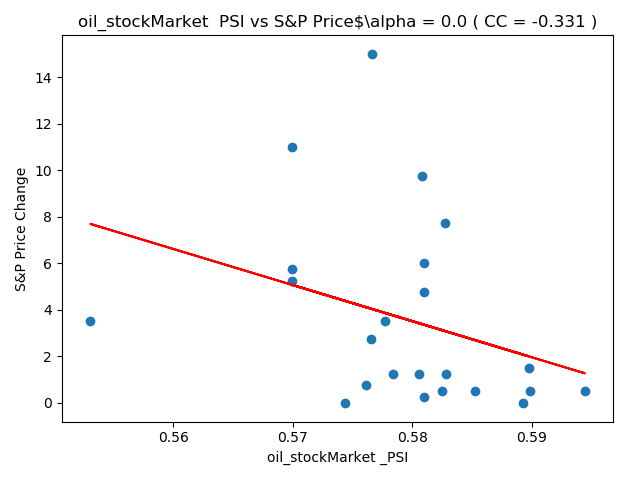 oil_stockMarket  PSI vs S&P Price$\alpha = 0.0 ( CC = -0.331 )
14
12
10
8
6
4
2
0
S&P Price Change
0.56 0.57 0.58 0.59
oil_stockMarket _PSI